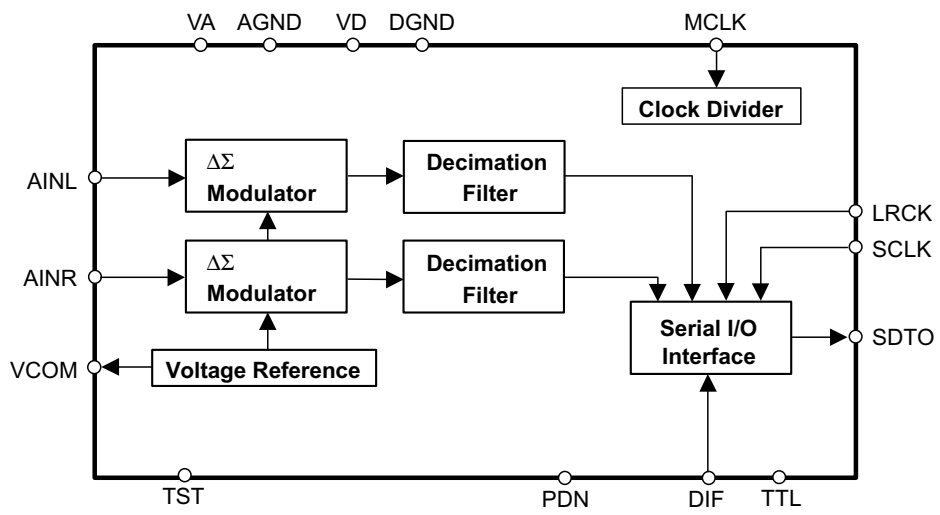 VA AGND VD DGND MCLK
Clock Divider
AINL
ΔΣ
Modulator
Decimation
Filter
LRCK
SCLK
AINR
ΔΣ
Modulator
Decimation
Filter
Serial I/O
Interface
SDTO
VCOM
Voltage Reference
TST PDN DIF TTL